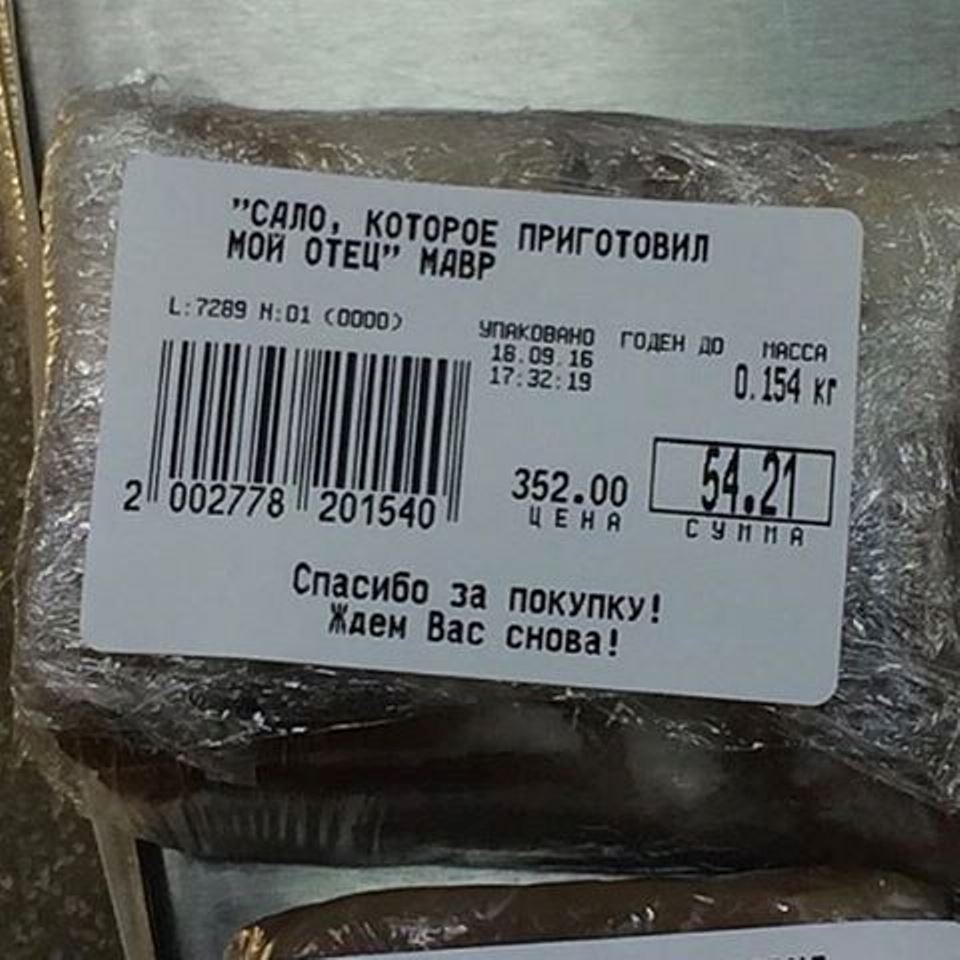 "САЛО, КОТОРОЕ ПРИГОТОВИЛ
МОЙ ОТЕЦ" МАВР
L:7289 N:01 (0000)
УПАКОВАНО ГОДЕН ДО МАССА
16.09.16
17:32:19
0.154 кг
2 002778 201540
352.00 54.21
ЦЕНА СУММА
Спасибо за покупку!
Ждем Вас снова!